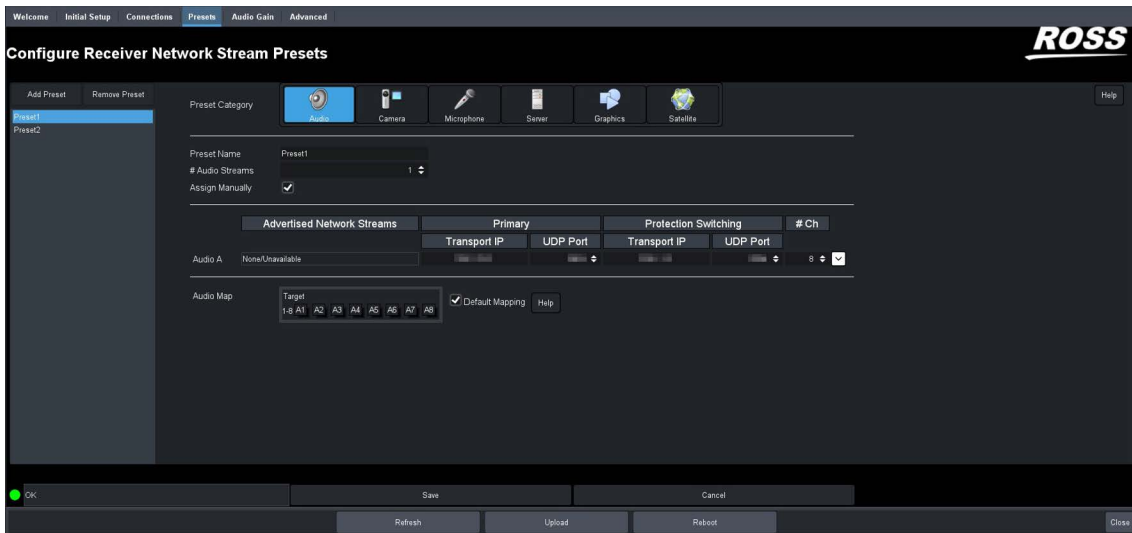 Welcome Initial Setup Connections Presets Audio Gain Advanced
Configure Receiver Network Stream Presets
ROSS
Add Preset Remove Preset
Preset1
Preset2
Preset Category
Audio Camera Microphone Server Graphics Satellite
Help
Preset Name Preset1
# Audio Streams 1
Assign Manually
Advertised Network Streams Primary Protection Switching # Ch
Transport IP UDP Port Transport IP UDP Port
Audio A None/Unavailable 8
Audio Map
Target
1-8 A1 A2 A3 A4 A5 A6 A7 A8
Default Mapping Help
OK Save Cancel
Refresh Upload Reboot Close